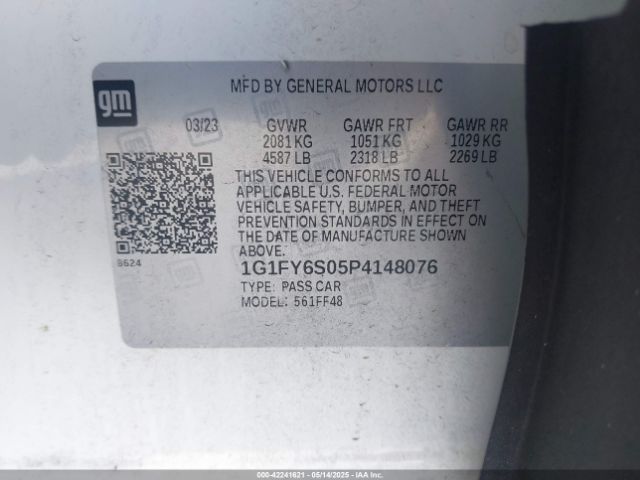 gm
MFD BY GENERAL MOTORS LLC
03/23 GVWR GAWR FRT GAWR RR
2081 KG 1051 KG 1029 KG
4587 LB 2318 LB 2269 LB
THIS VEHICLE CONFORMS TO ALL
APPLICABLE U.S. FEDERAL MOTOR
VEHICLE SAFETY, BUMPER, AND THEFT
PREVENTION STANDARDS IN EFFECT ON
THE DATE OF MANUFACTURE SHOWN
ABOVE.
8624
1G1FY6S05P4148076
TYPE: PASS CAR
MODEL: 561FF48
000-42241621 - 05/14/2025 - IAAI.COM